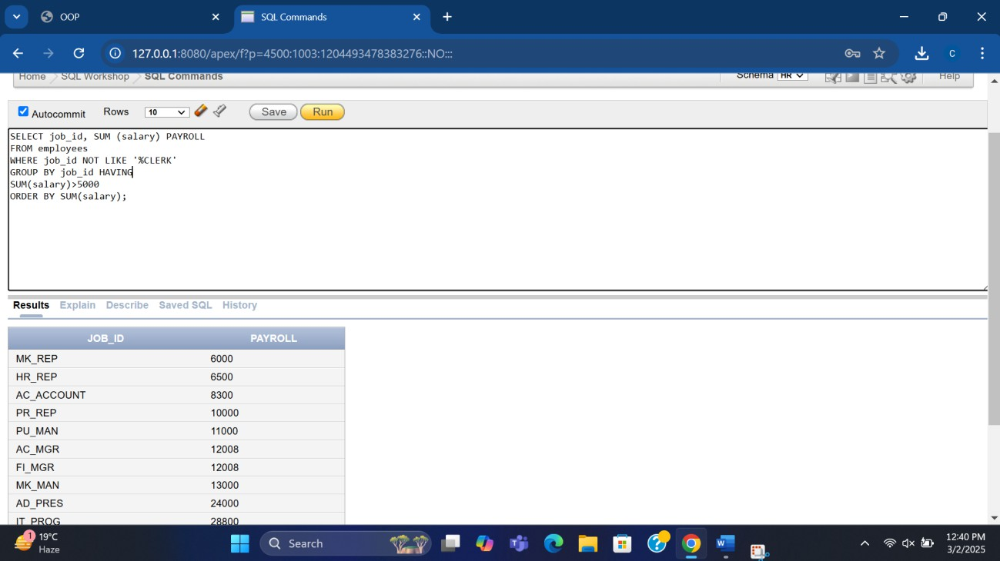 OOP
SQL Commands
127.0.0.1:8080/apex/f?p=4500:1003:1204493478383276::NO:::
C
Home SQL Workshop SQL Commands
Schema HR
Help
Autocommit Rows 10 Save Run
SELECT job_id, SUM (salary) PAYROLL
FROM employees
WHERE job_id NOT LIKE '%CLERK'
GROUP BY job_id HAVING
SUM(salary)>5000
ORDER BY SUM(salary);
Results Explain Describe Saved SQL History
JOB_ID PAYROLL
MK_REP 6000
HR_REP 6500
AC_ACCOUNT 8300
PR_REP 10000
PU_MAN 11000
AC_MGR 12008
FI_MGR 12008
MK_MAN 13000
AD_PRES 24000
IT_PROG 28800
1
19°C
Haze
Search
W
12:40 PM
3/2/2025